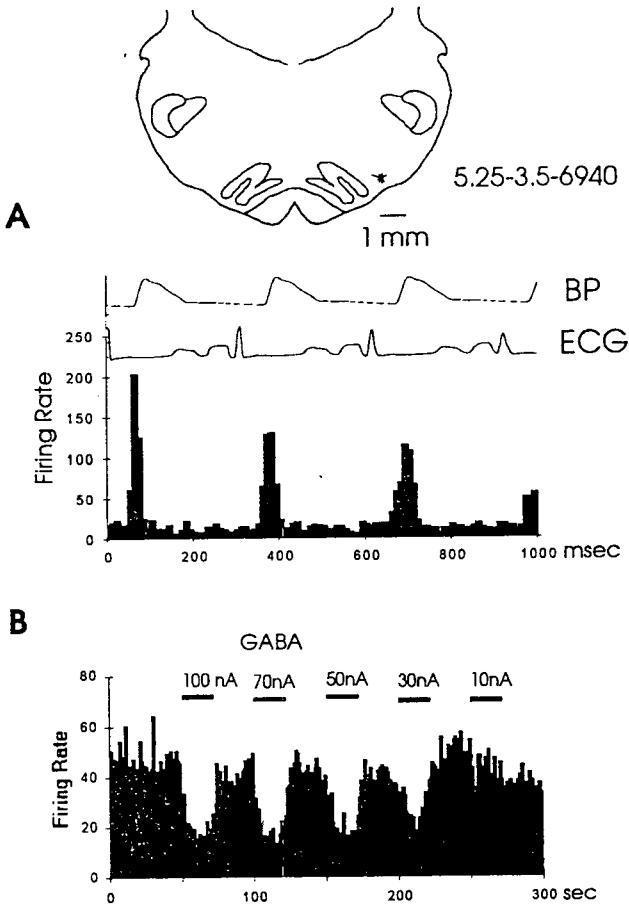 5.25-3.5-6940
A
1 mm
BP
ECG
Firing Rate
250
200
150
100
50
0
0 200 400 600 800 1000 msec
B
GABA
100 nA 70nA 50nA 30nA 10nA
Firing Rate
80
60
40
20
0
0 100 200 300 sec